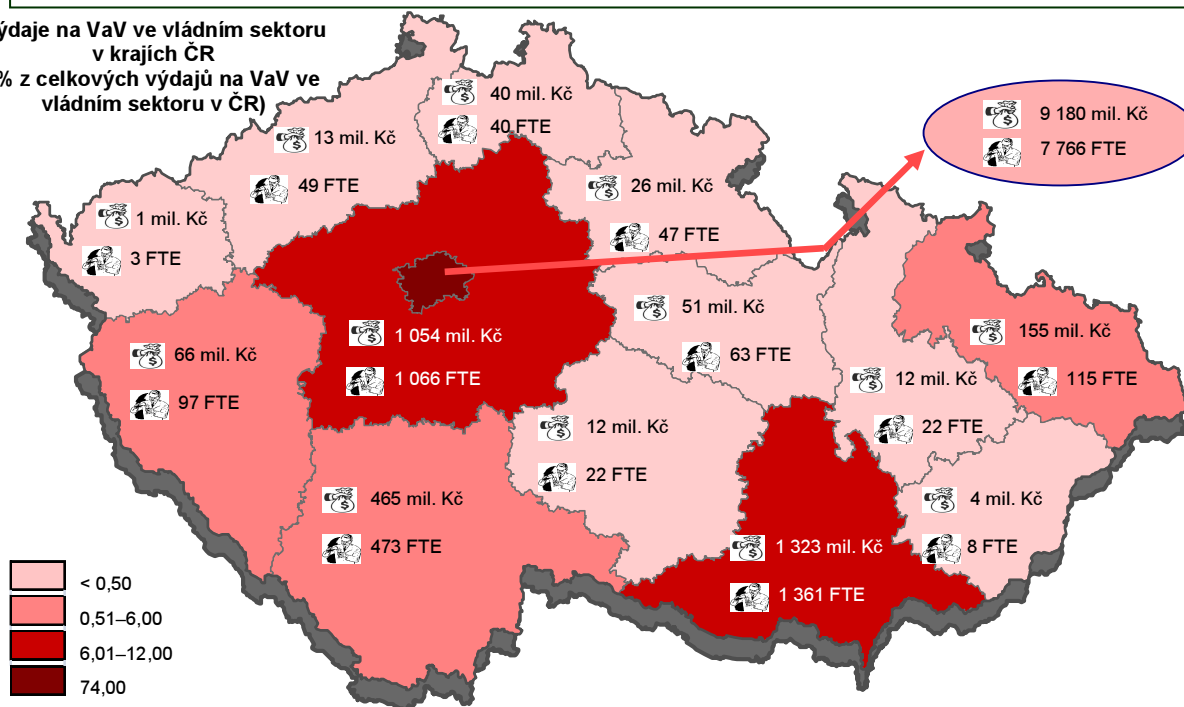 ýdaje na VaV ve vládním sektoru
v krajích ČR
% z celkových výdajů na VaV ve
vládním sektoru v ČR)
40 mil. Kč
40 FTE
9 180 mil. Kč
7 766 FTE
13 mil. Kč
49 FTE
26 mil. Kč
47 FTE
1 mil. Kč
3 FTE
51 mil. Kč
63 FTE
155 mil. Kč
115 FTE
1 054 mil. Kč
1 066 FTE
66 mil. Kč
97 FTE
12 mil. Kč
22 FTE
12 mil. Kč
22 FTE
465 mil. Kč
473 FTE
4 mil. Kč
8 FTE
1 323 mil. Kč
1 361 FTE
< 0,50
0,51–6,00
6,01–12,00
74,00